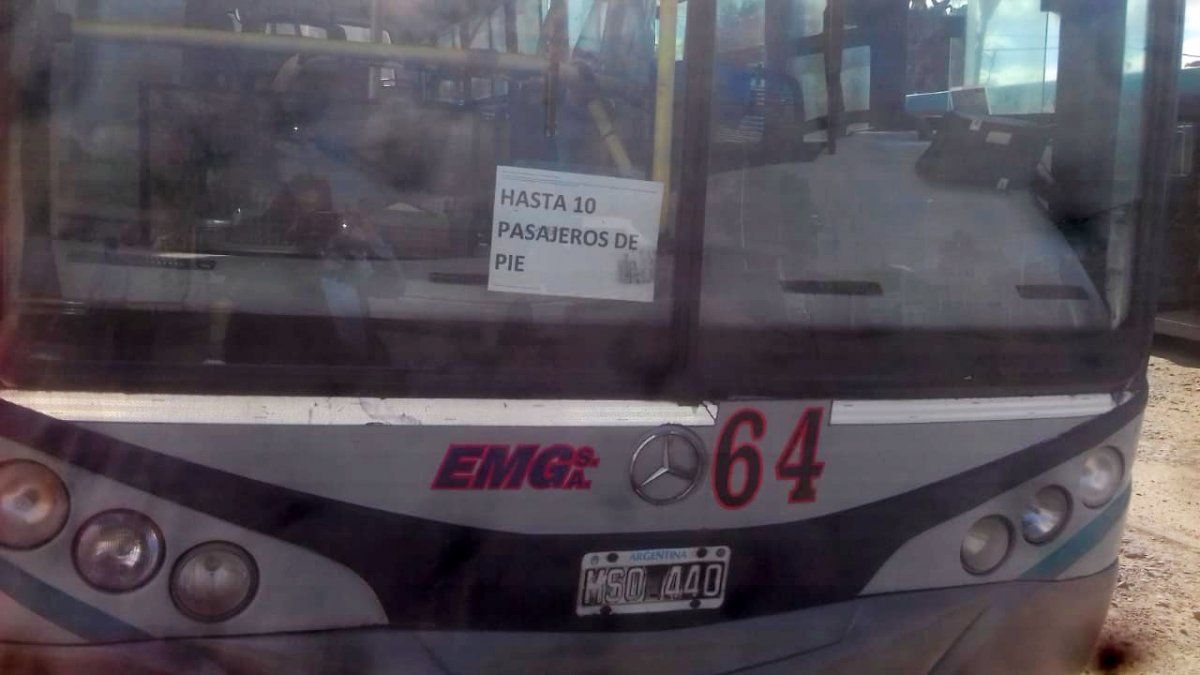 HASTA 10
PASAJEROS DE
PIE
EMG S.A.
64
ARGENTINA
MSO 440